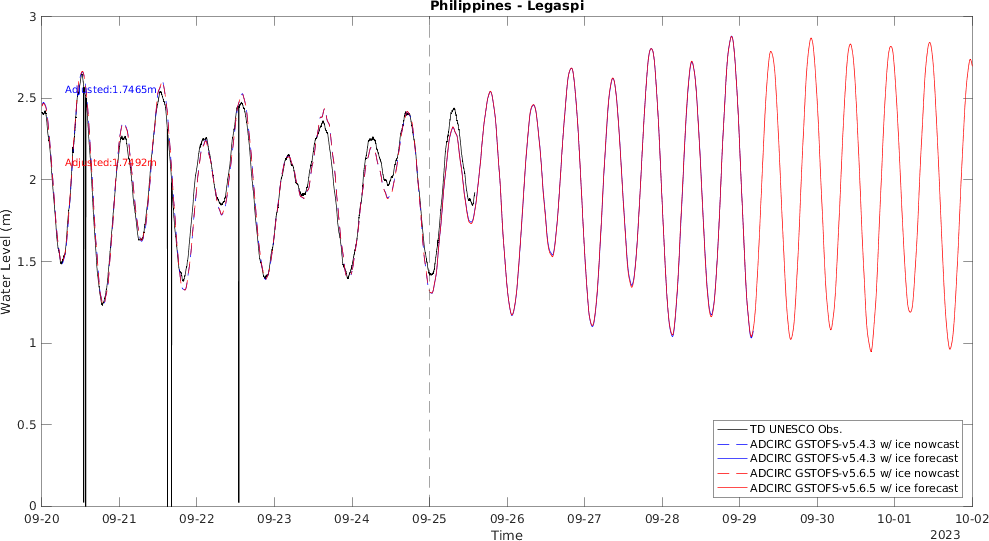 Philippines - Legaspi
3
2.5
2
1.5
1
0.5
0
Water Level (m)
Adjusted:1.7465m
Adjusted:1.7492m
TD UNESCO Obs.
ADCIRC GSTOFS-v5.4.3 w/ ice nowcast
ADCIRC GSTOFS-v5.4.3 w/ ice forecast
ADCIRC GSTOFS-v5.6.5 w/ ice nowcast
ADCIRC GSTOFS-v5.6.5 w/ ice forecast
09-20 09-21 09-22 09-23 09-24 09-25 09-26 09-27 09-28 09-29 09-30 10-01 10-02
Time
2023